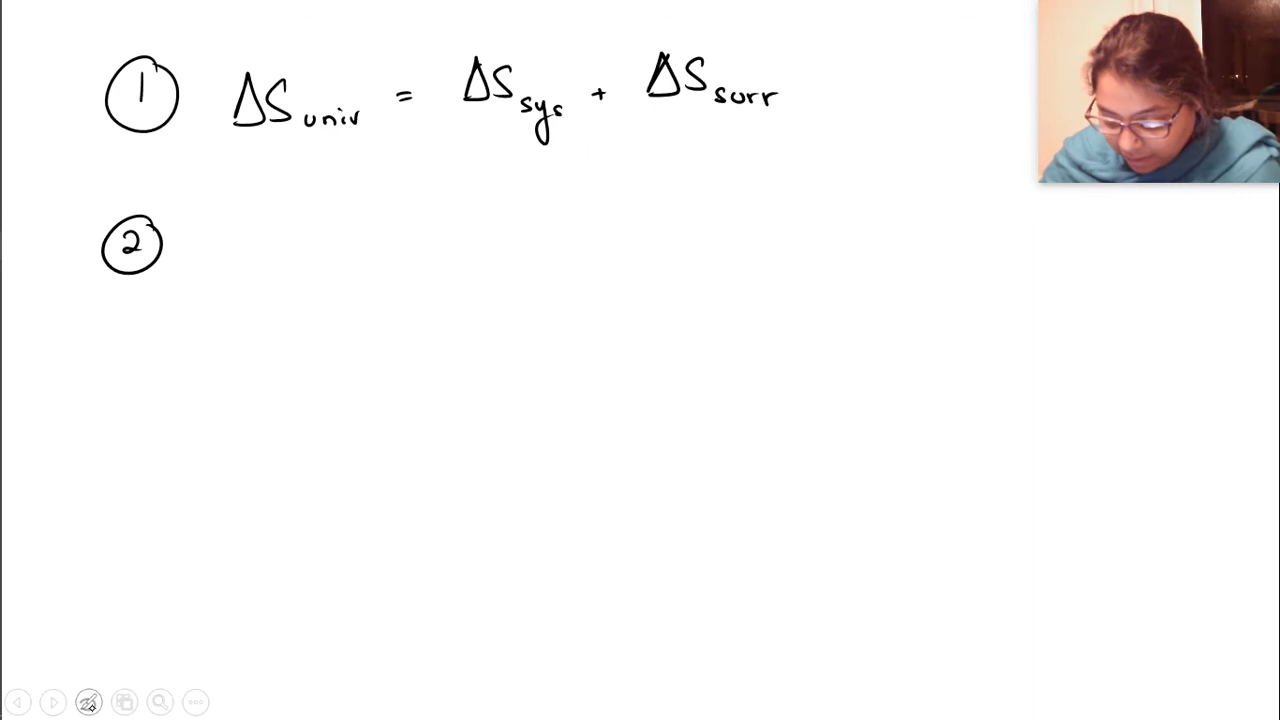 ① ΔS univ = ΔS sys + ΔS surr
②